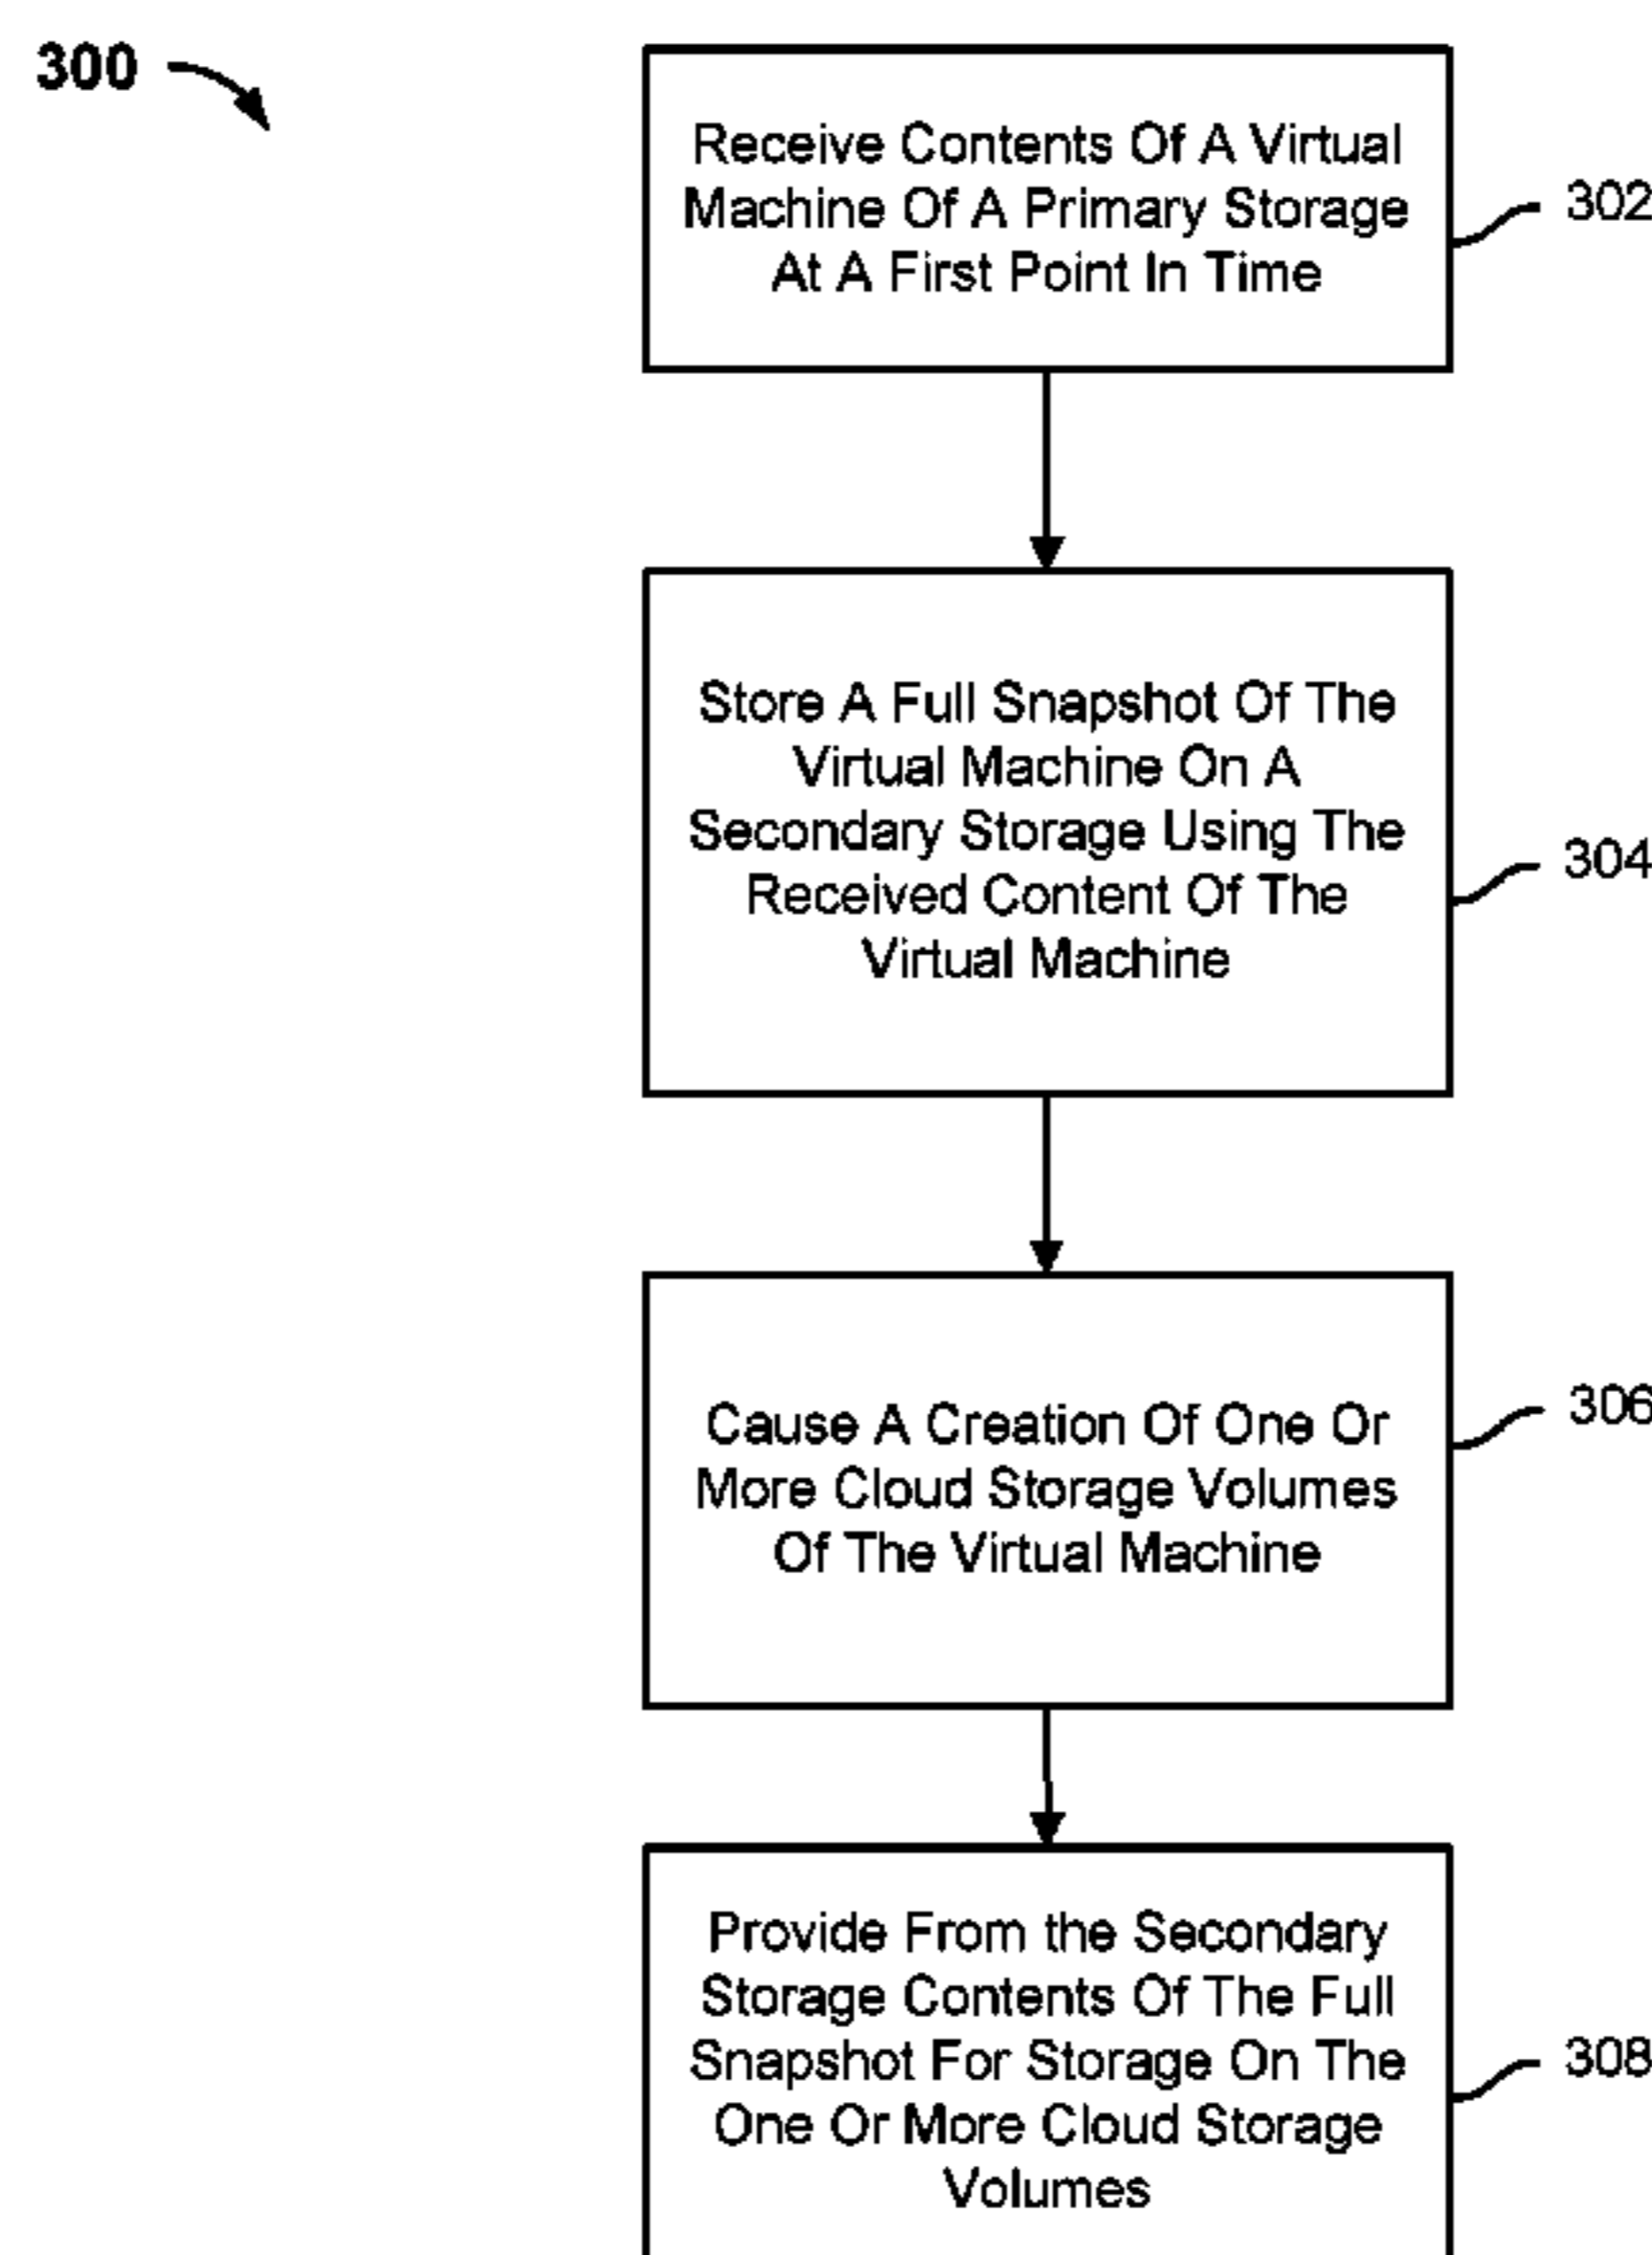 300
Receive Contents Of A Virtual
Machine Of A Primary Storage
At A First Point In Time
302
Store A Full Snapshot Of The
Virtual Machine On A
Secondary Storage Using The
Received Content Of The
Virtual Machine
304
Cause A Creation Of One Or
More Cloud Storage Volumes
Of The Virtual Machine
306
Provide From the Secondary
Storage Contents Of The Full
Snapshot For Storage On The
One Or More Cloud Storage
Volumes
308